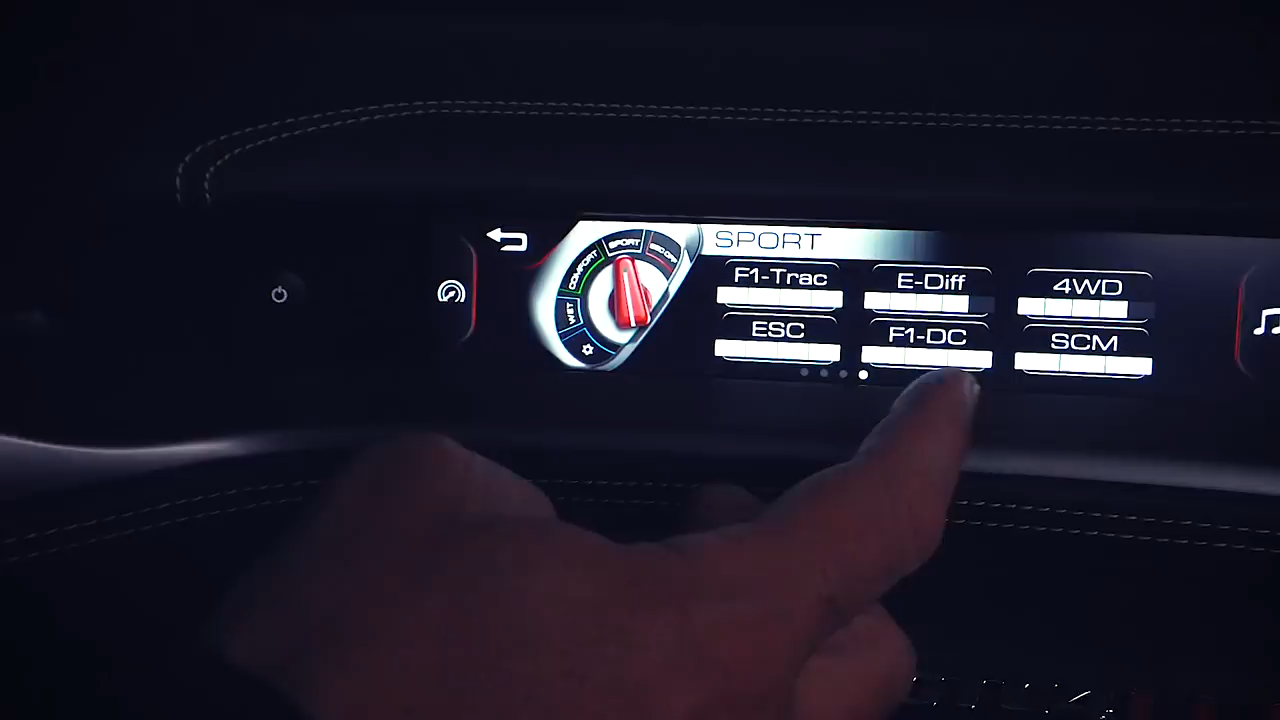 SPORT
F1-Trac E-Diff 4WD
ESC F1-DC SCM
ESC OFF
SPORT
COMFORT
WET